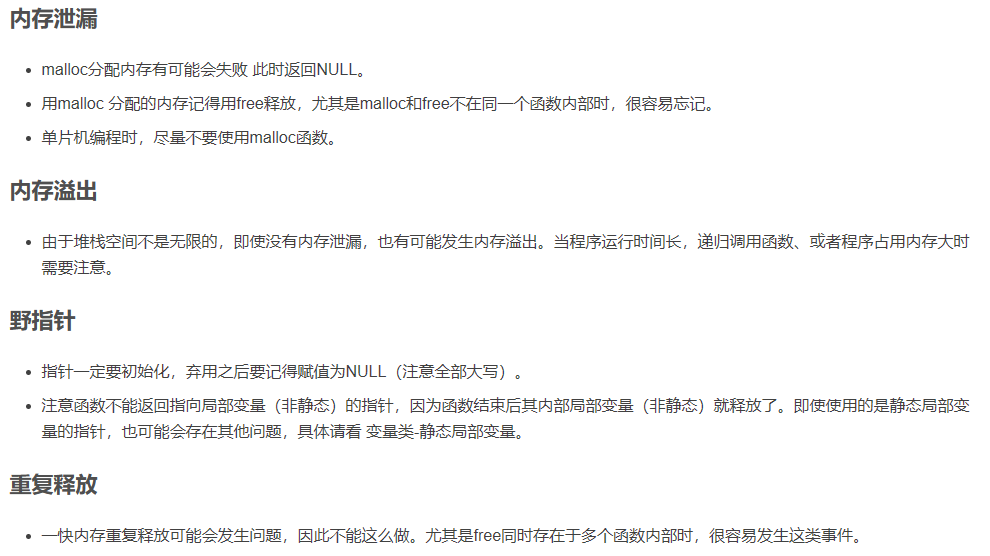 内存泄漏
malloc分配内存有可能会失败 此时返回NULL。
用malloc 分配的内存记得用free释放，尤其是malloc和free不在同一个函数内部时，很容易忘记。
单片机编程时，尽量不要使用malloc函数。
内存溢出
由于堆栈空间不是无限的，即使没有内存泄漏，也有可能发生内存溢出。当程序运行时间长，递归调用函数、或者程序占用内存大时
需要注意。
野指针
指针一定要初始化，弃用之后要记得赋值为NULL（注意全部大写）。
注意函数不能返回指向局部变量（非静态）的指针，因为函数结束后其内部局部变量（非静态）就释放了。即使使用的是静态局部变
量的指针，也可能会存在其他问题，具体请看 变量类-静态局部变量。
重复释放
一快内存重复释放可能会发生问题，因此不能这么做。尤其是free同时存在于多个函数内部时，很容易发生这类事件。